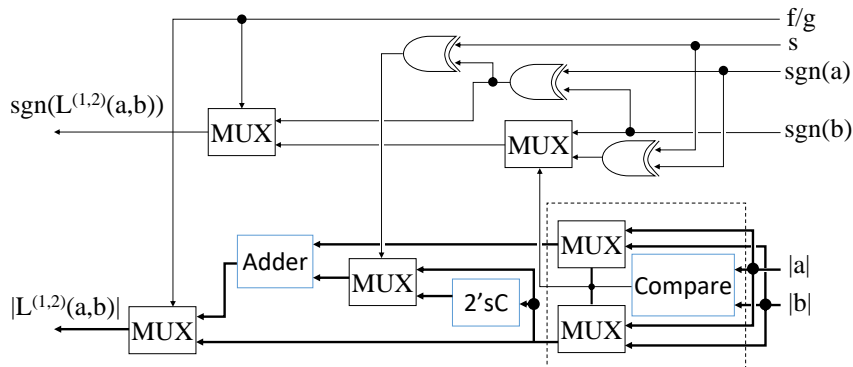 f/g
s
sgn(a)
sgn(L^(1,2)(a,b))
MUX
MUX
sgn(b)
MUX
Adder
MUX
Compare
|a|
2'sC
|L^(1,2)(a,b)|
MUX
MUX
|b|